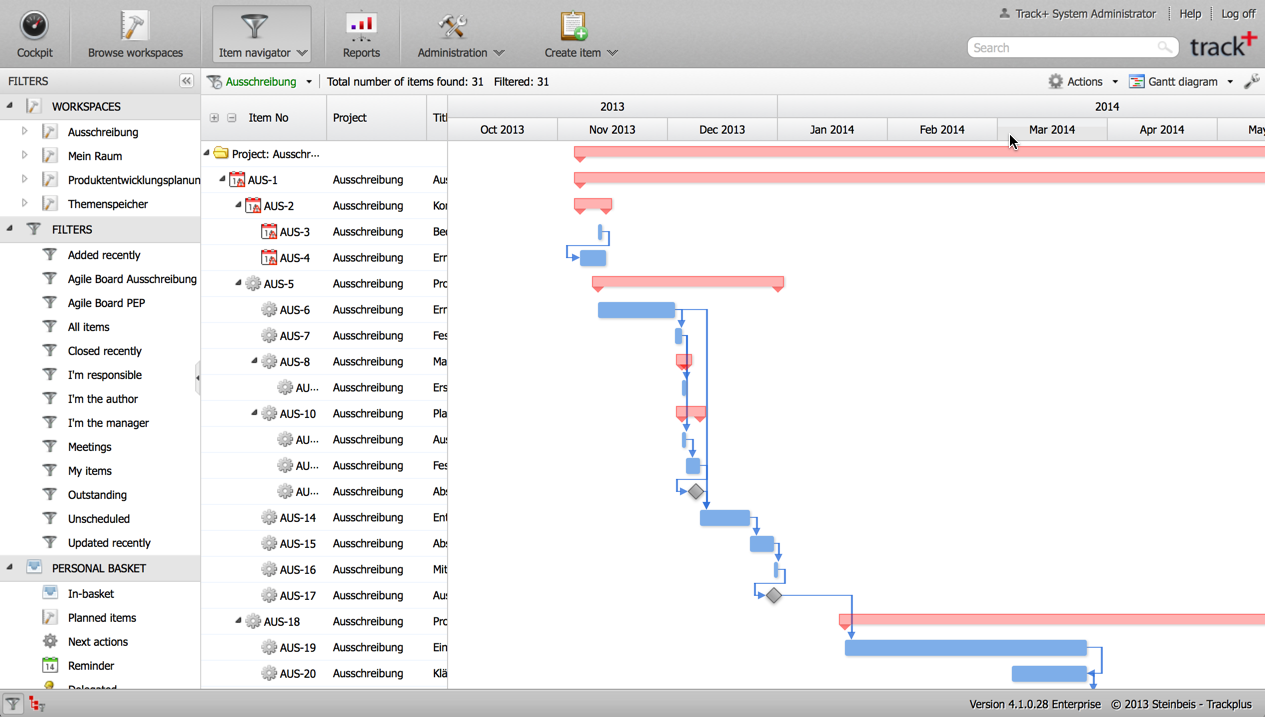 Track+ System Administrator | Help | Log off
Cockpit
Browse workspaces
Item navigator
Reports
Administration
Create item
Search
track+
FILTERS
Ausschreibung
Total number of items found: 31 Filtered: 31
Actions
Gantt diagram
WORKSPACES
Ausschreibung
Mein Raum
Produktentwicklungsplanun
Themenspeicher
FILTERS
Added recently
Agile Board Ausschreibung
Agile Board PEP
All items
Closed recently
I'm responsible
I'm the author
I'm the manager
Meetings
My items
Outstanding
Unscheduled
Updated recently
PERSONAL BASKET
In-basket
Planned items
Next actions
14 Reminder
Delegated
Item No Project Titl
2013 2014
Oct 2013 Nov 2013 Dec 2013 Jan 2014 Feb 2014 Mar 2014 Apr 2014 May
Project: Ausschr...
AUS-1 Ausschreibung Aus
AUS-2 Ausschreibung Kor
AUS-3 Ausschreibung Bec
AUS-4 Ausschreibung Err
AUS-5 Ausschreibung Pro
AUS-6 Ausschreibung Err
AUS-7 Ausschreibung Fes
AUS-8 Ausschreibung Ma
AU... Ausschreibung Ers
AUS-10 Ausschreibung Pla
AU... Ausschreibung Aus
AU... Ausschreibung Fes
AU... Ausschreibung Abs
AUS-14 Ausschreibung Ent
AUS-15 Ausschreibung Abs
AUS-16 Ausschreibung Mit
AUS-17 Ausschreibung Aus
AUS-18 Ausschreibung Pro
AUS-19 Ausschreibung Ein
AUS-20 Ausschreibung Klä
Version 4.1.0.28 Enterprise © 2013 Steinbeis - Trackplus